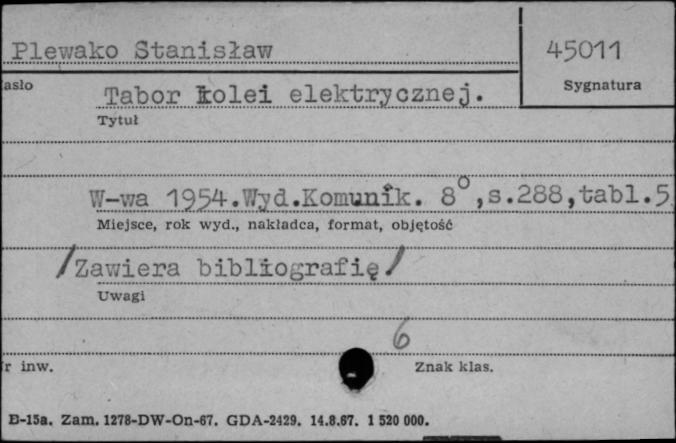 Plewako Stanisław
45011
asło
Sygnatura
Tabor kolei elektrycznej.
Tytuł
W-wa 1954.Wyd.Komunik. 8°,s.288,tabl.5
Miejsce, rok wyd., nakładca, format, objętość
/Zawiera bibliografię/
Uwagi
6
r inw.
Znak klas.
B-15a. Zam. 1278-DW-On-67. GDA-2429. 14.8.67. 1 520 000.